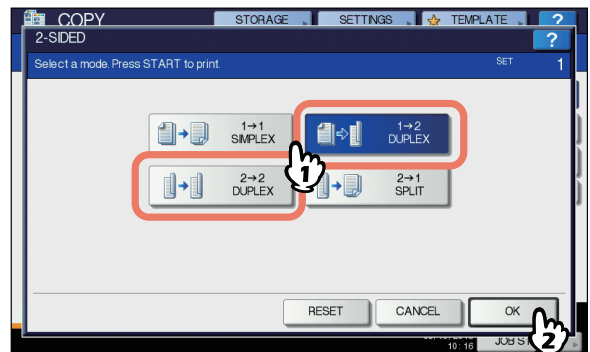 COPY
STORAGE
SETTINGS
TEMPLATE
?
2-SIDED
?
Select a mode. Press START to print.
SET
1
1→1
SIMPLEX
1→2
DUPLEX
1
2→2
DUPLEX
2→1
SPLIT
RESET
CANCEL
OK
10:16
JOB S
2